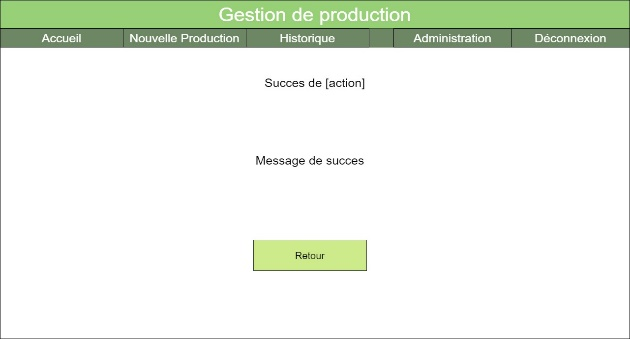 Gestion de production
Accueil Nouvelle Production Historique Administration Déconnexion
Succes de [action]
Message de succes
Retour